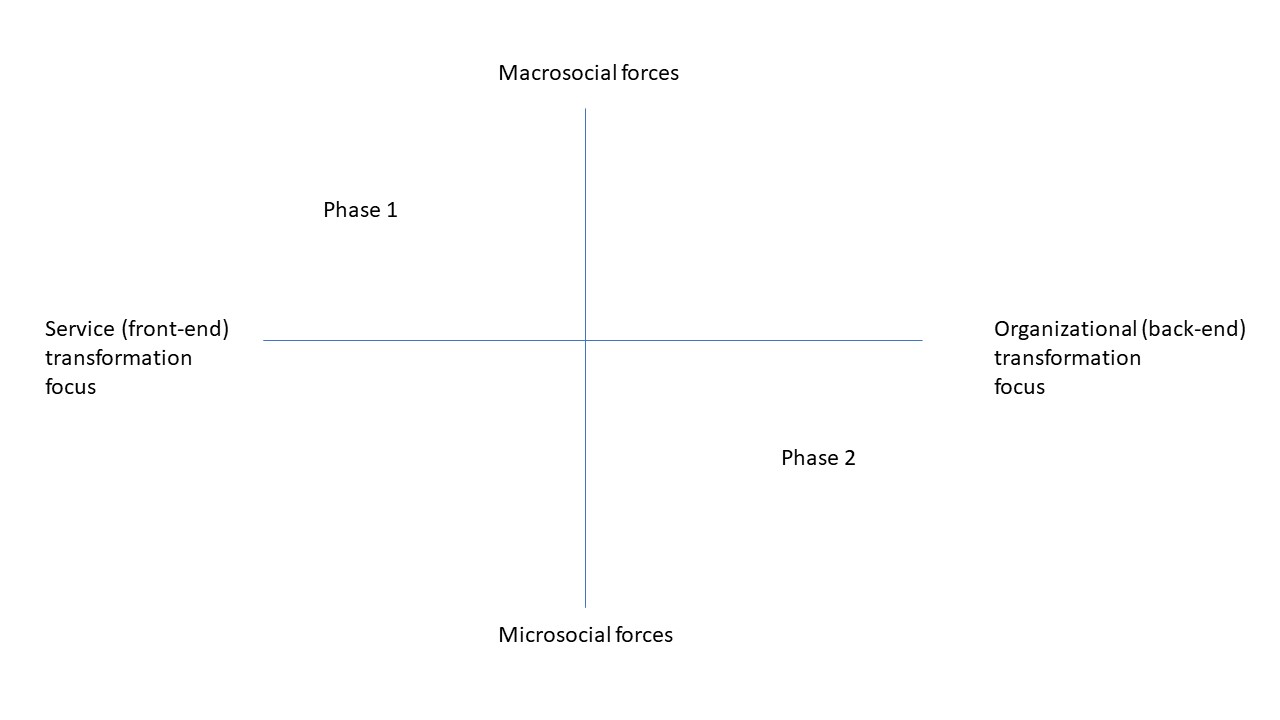 Macrosocial forces
Phase 1
Service (front-end)
transformation
focus
Organizational (back-end)
transformation
focus
Phase 2
Microsocial forces